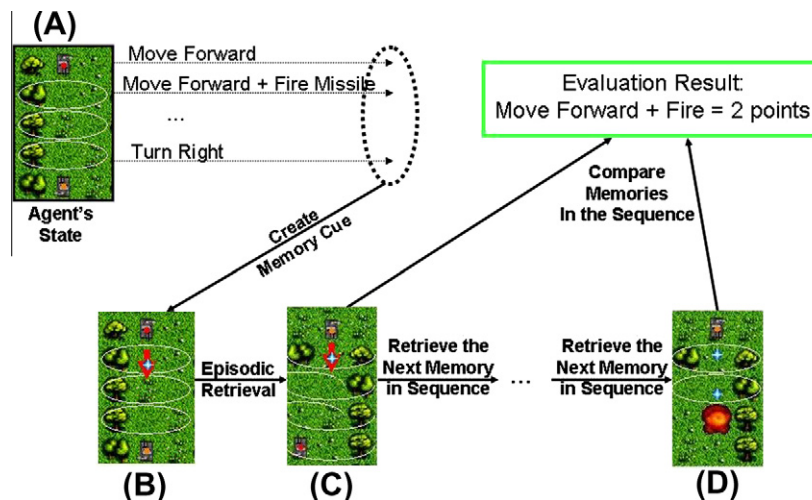 (A)
Move Forward
Move Forward + Fire Missile
...
Turn Right
Agent's
State
Evaluation Result:
Move Forward + Fire = 2 points
Compare
Memories
In the Sequence
Create
Memory Cue
Episodic
Retrieval
Retrieve the
Next Memory
in Sequence
...
Retrieve the
Next Memory
in Sequence
(B)
(C)
(D)